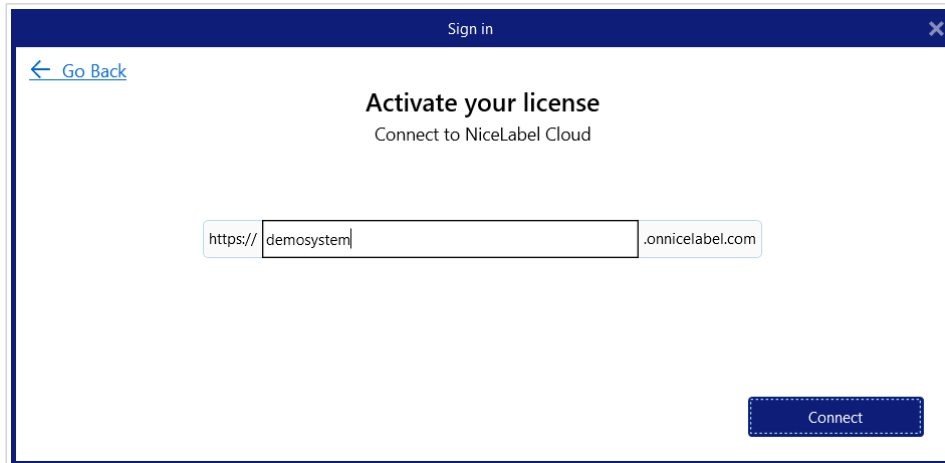 Sign in
Go Back
Activate your license
Connect to NiceLabel Cloud
https:// demosystem .onnicelabel.com
Connect